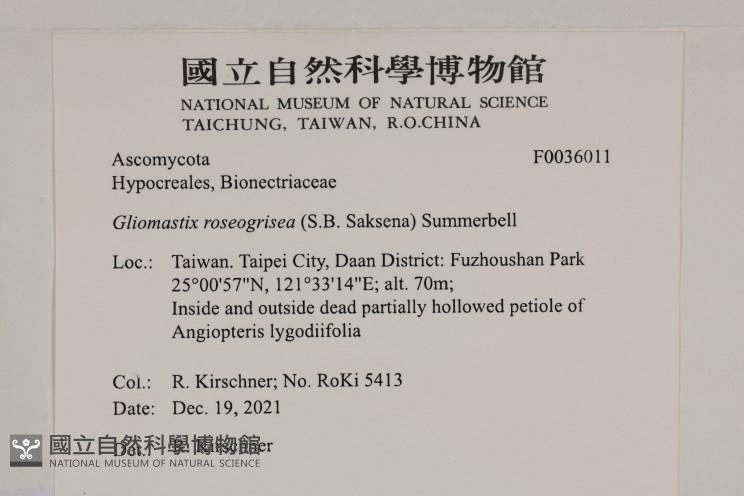 國立自然科學博物館
NATIONAL MUSEUM OF NATURAL SCIENCE
TAICHUNG, TAIWAN, R.O.CHINA
Ascomycota F0036011
Hypocreales, Bionectriaceae
Gliomastix roseogrisea (S.B. Saksena) Summerbell
Loc.: Taiwan. Taipei City, Daan District: Fuzhoushan Park
25°00'57"N, 121°33'14"E; alt. 70m;
Inside and outside dead partially hollowed petiole of
Angiopteris lygodiifolia
Col.: R. Kirschner; No. RoKi 5413
Date: Dec. 19, 2021
Det.: R. Kirschner
國立自然科學博物館
NATIONAL MUSEUM OF NATURAL SCIENCE